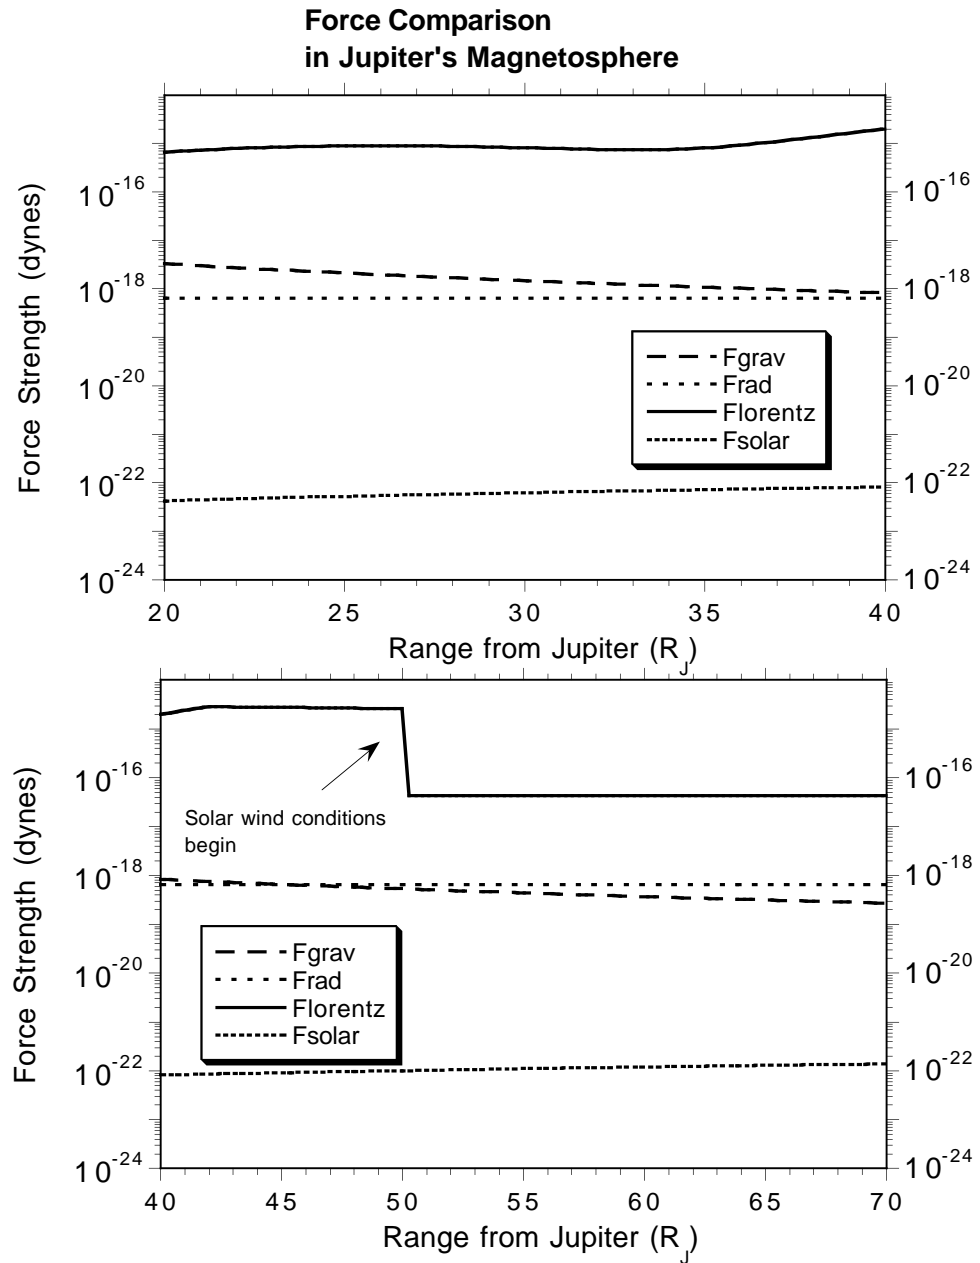 Force Comparison
in Jupiter's Magnetosphere
Force Strength (dynes)
10^-16
10^-18
10^-20
10^-22
10^-24
10^-16
10^-18
10^-20
10^-22
10^-24
Fgrav
Frad
Florentz
Fsolar
20 25 30 35 40
Range from Jupiter (R_J)
Force Strength (dynes)
10^-16
10^-18
10^-20
10^-22
10^-24
10^-16
10^-18
10^-20
10^-22
10^-24
Solar wind conditions
begin
Fgrav
Frad
Florentz
Fsolar
40 45 50 55 60 65 70
Range from Jupiter (R_J)